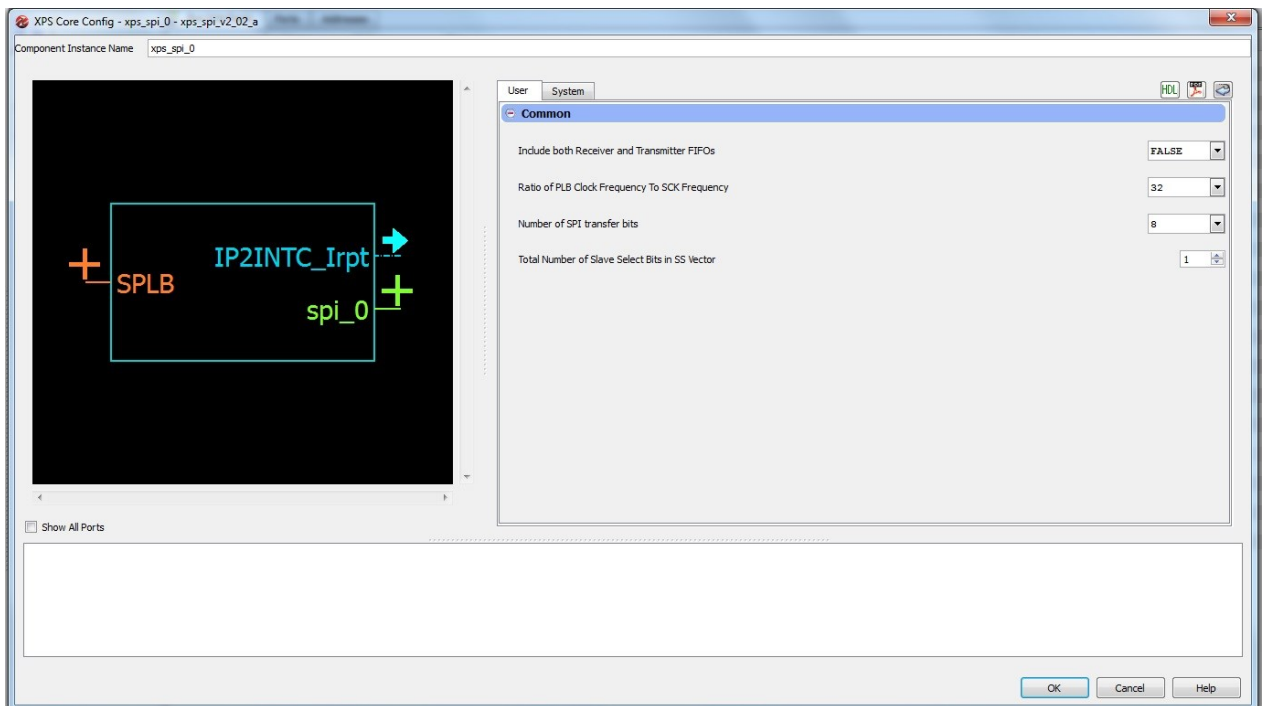 XPS Core Config - xps_spi_0 - xps_spi_v2_02_a
Component Instance Name xps_spi_0
User System
HDL
Common
Include both Receiver and Transmitter FIFOs FALSE
Ratio of PLB Clock Frequency To SCK Frequency 32
Number of SPI transfer bits 8
Total Number of Slave Select Bits in SS Vector 1
IP2INTC_Irpt
SPLB
spi_0
Show All Ports
OK Cancel Help